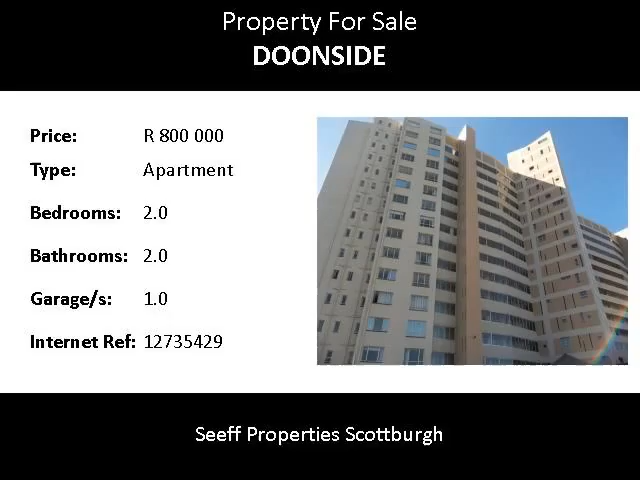 Property For Sale
DOONSIDE
Price: R 800 000
Type: Apartment
Bedrooms: 2.0
Bathrooms: 2.0
Garage/s: 1.0
Internet Ref: 12735429
Seeff Properties Scottburgh